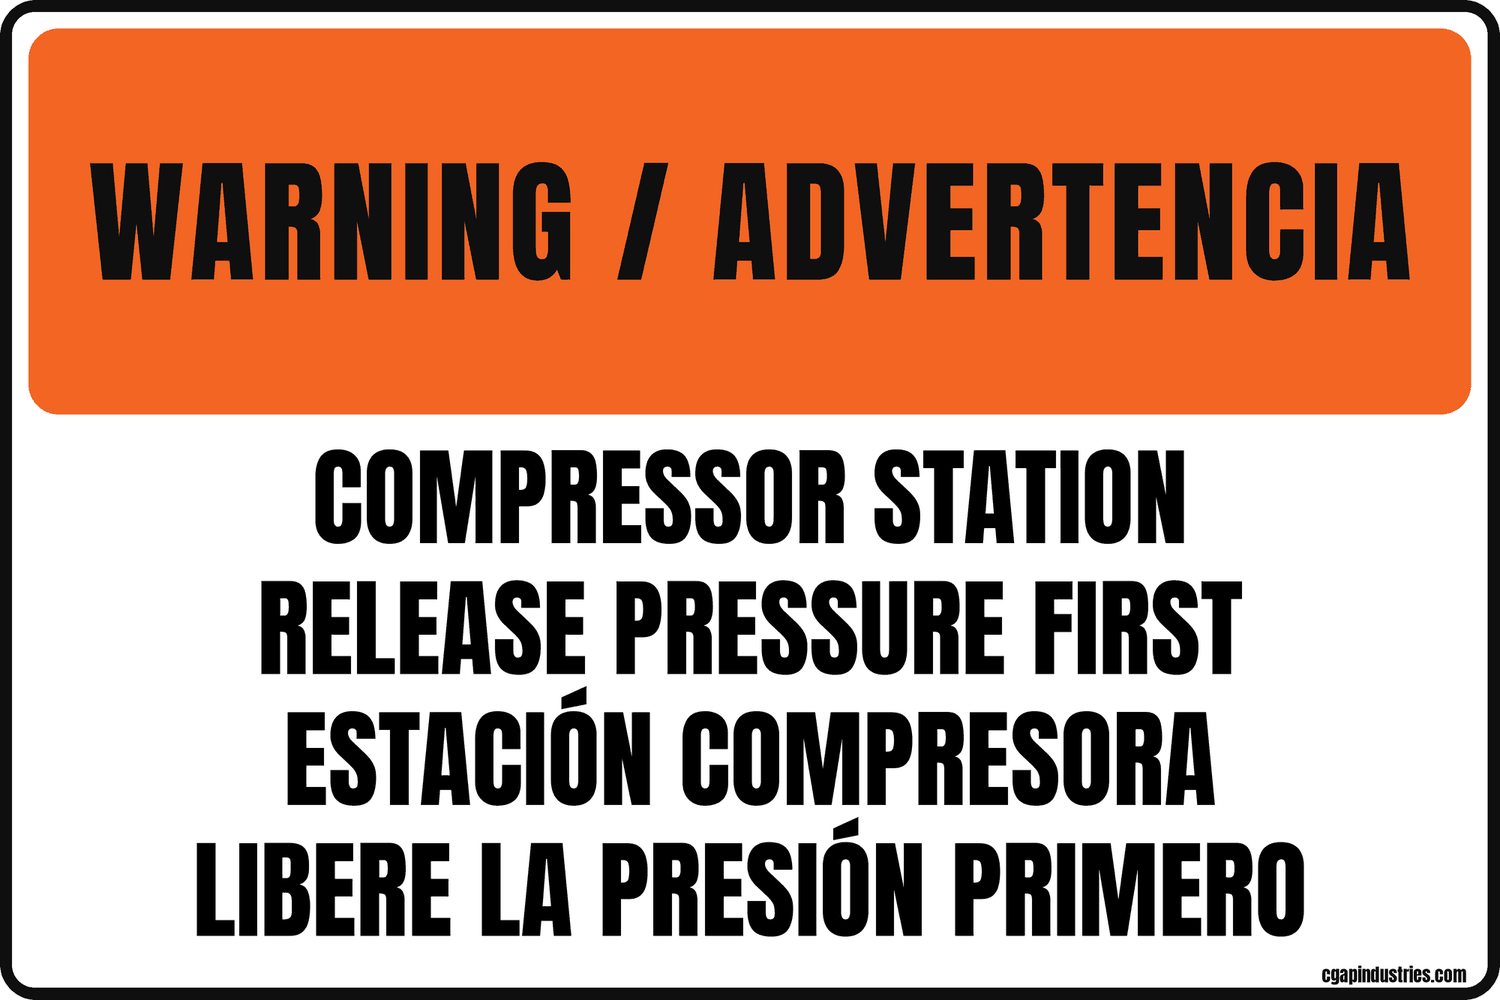 WARNING / ADVERTENCIA
COMPRESSOR STATION
RELEASE PRESSURE FIRST
ESTACIÓN COMPRESORA
LIBERE LA PRESIÓN PRIMERO
cgapindustries.com